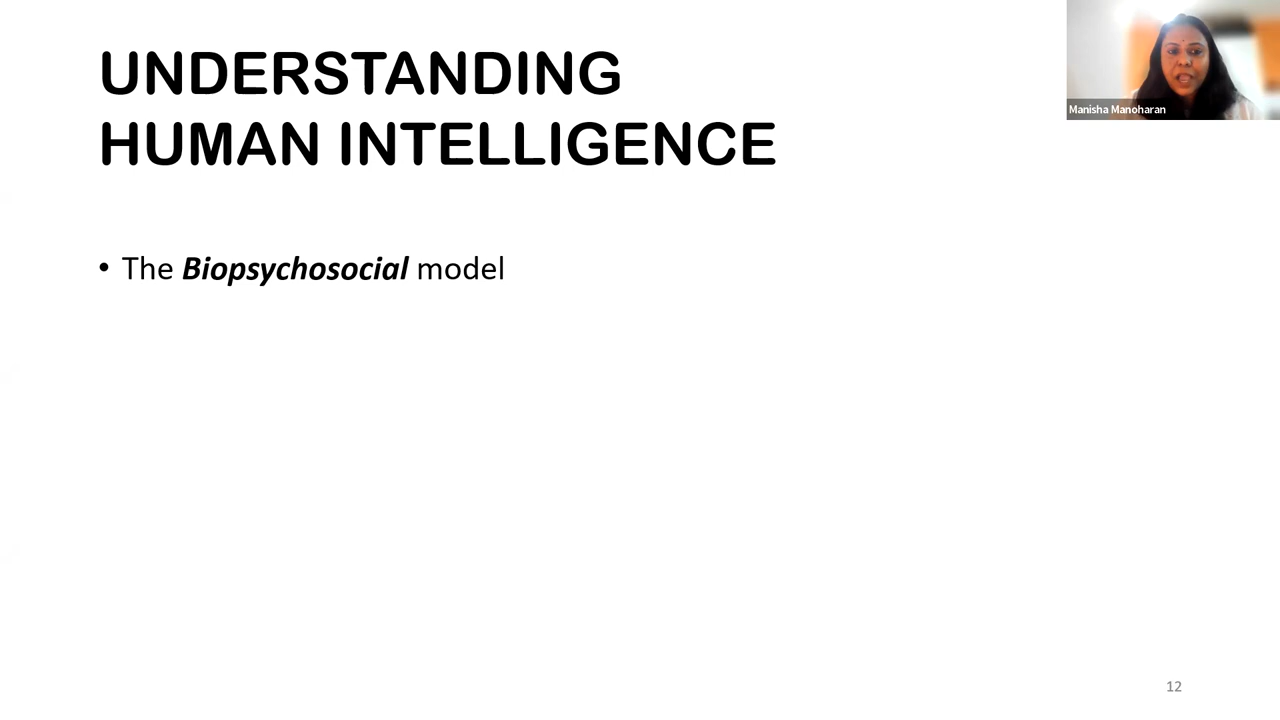 UNDERSTANDING
HUMAN INTELLIGENCE
Manisha Manoharan
• The Biopsychosocial model
12